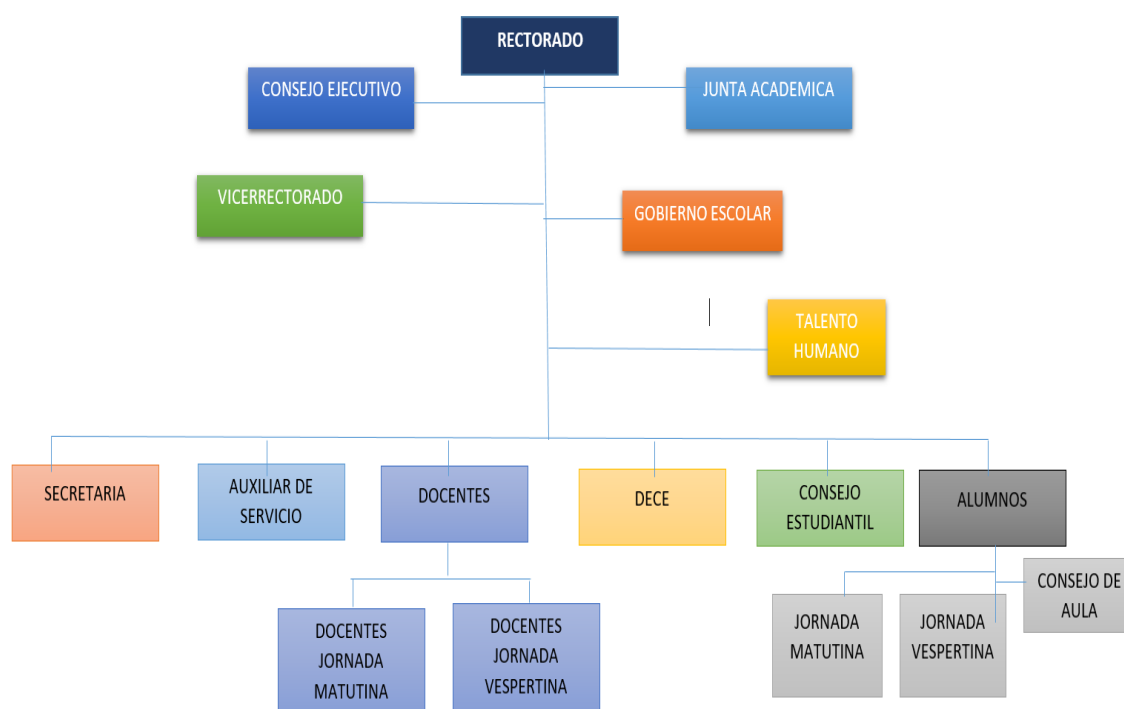 RECTORADO
CONSEJO EJECUTIVO
JUNTA ACADEMICA
VICERRECTORADO
GOBIERNO ESCOLAR
TALENTO
HUMANO
SECRETARIA
AUXILIAR DE
SERVICIO
DOCENTES
DECE
CONSEJO
ESTUDIANTIL
ALUMNOS
DOCENTES
JORNADA
MATUTINA
DOCENTES
JORNADA
VESPERTINA
JORNADA
MATUTINA
JORNADA
VESPERTINA
CONSEJO DE
AULA